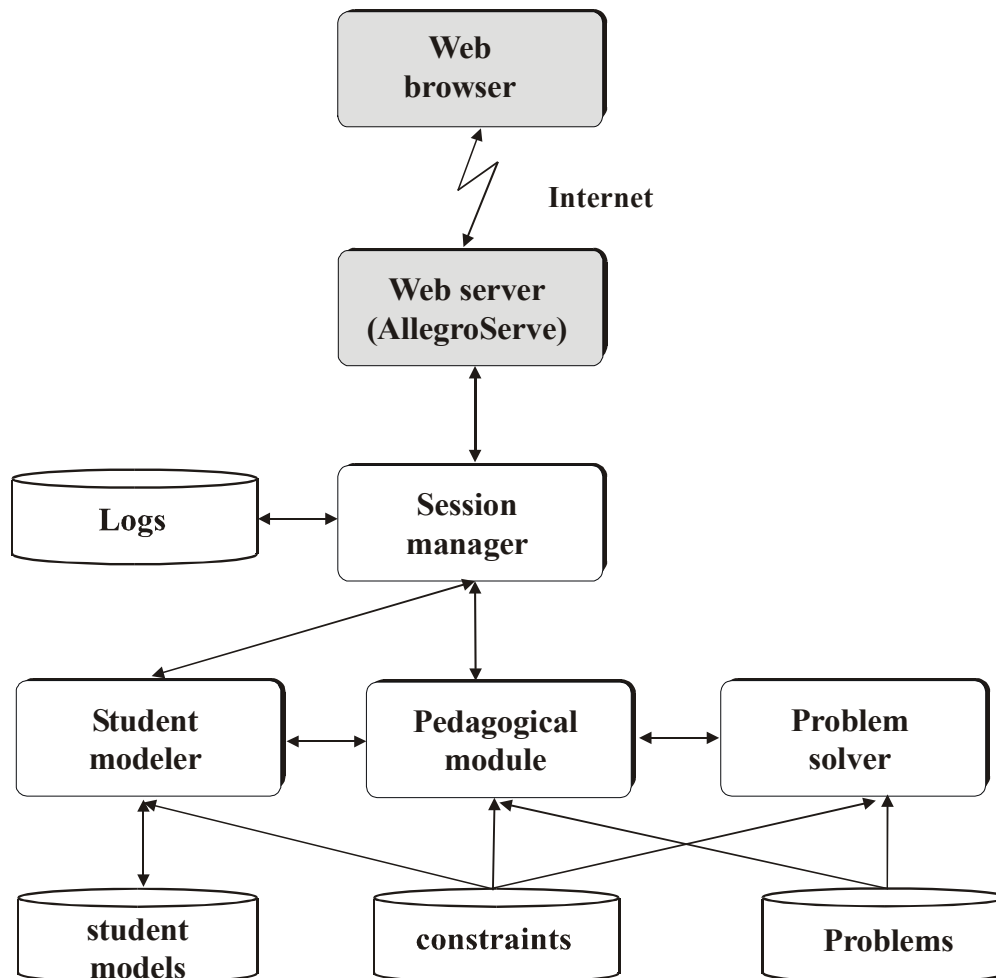 Web
browser
Internet
Web server
(AllegroServe)
Logs
Session
manager
Student
modeler
Pedagogical
module
Problem
solver
student
models
constraints
Problems